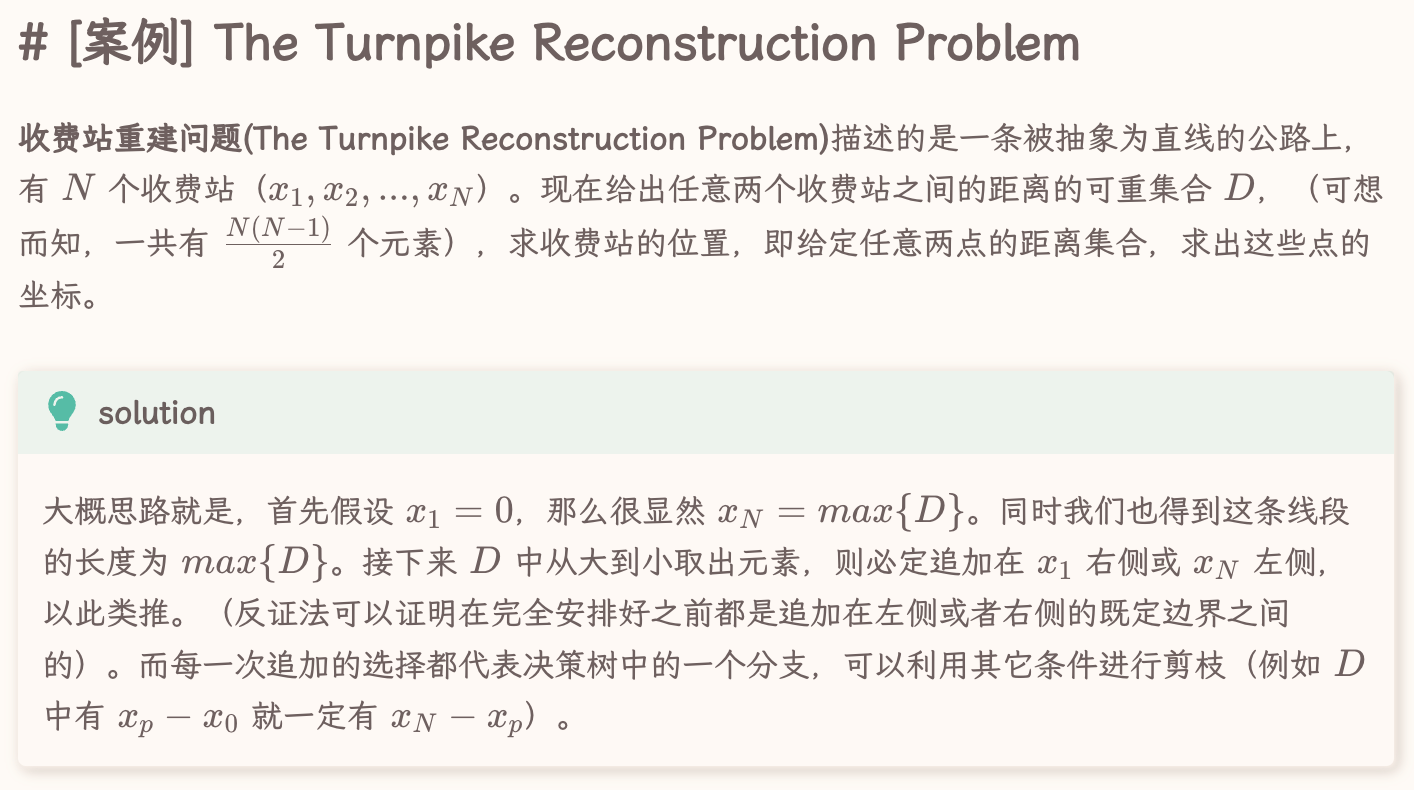 # [案例] The Turnpike Reconstruction Problem
收费站重建问题(The Turnpike Reconstruction Problem)描述的是一条被抽象为直线的公路上，
有 $N$ 个收费站（$x_1, x_2, ..., x_N$）。现在给出任意两个收费站之间的距离的可重集合 $D$，（可想
而知，一共有 $\frac{N(N-1)}{2}$ 个元素），求收费站的位置，即给定任意两点的距离集合，求出这些点的
坐标。
solution
大概思路就是，首先假设 $x_1 = 0$，那么很显然 $x_N = max\{D\}$。同时我们也得到这条线段
的长度为 $max\{D\}$。接下来 $D$ 中从大到小取出元素，则必定追加在 $x_1$ 右侧或 $x_N$ 左侧，
以此类推。（反证法可以证明在完全安排好之前都是追加在左侧或者右侧的既定边界之间
的）。而每一次追加的选择都代表决策树中的一个分支，可以利用其它条件进行剪枝（例如 $D$
中有 $x_p - x_0$ 就一定有 $x_N - x_p$）。